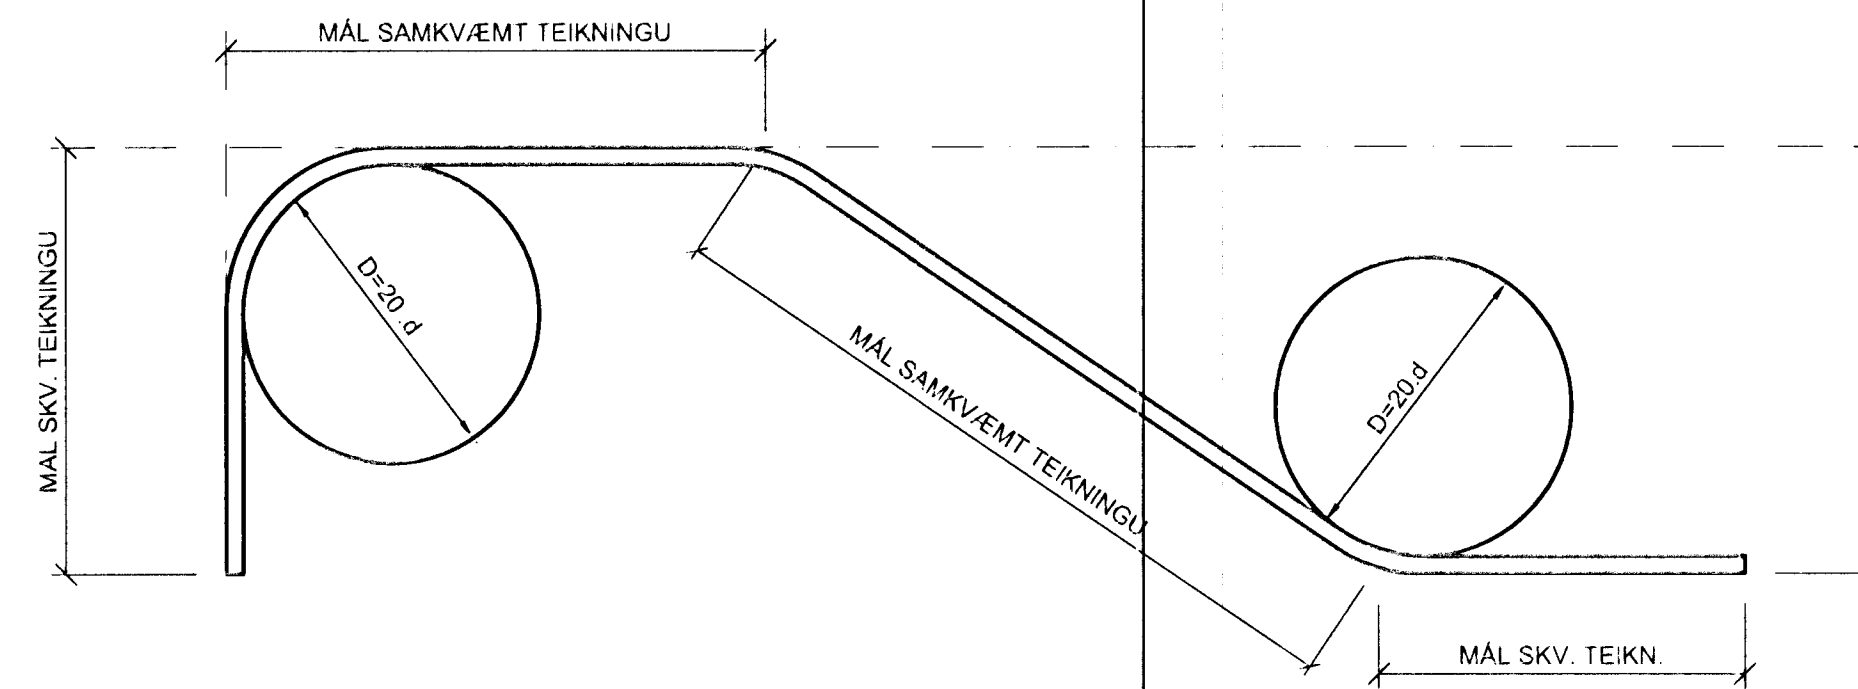 MÁL SAMKVÆMT TEIKNINGU
MÁL SKV. TEIKNINGU
D=20.d
MÁL SAMKVÆMT TEIKNINGU
D=20.d
MÁL SKV. TEIKN.